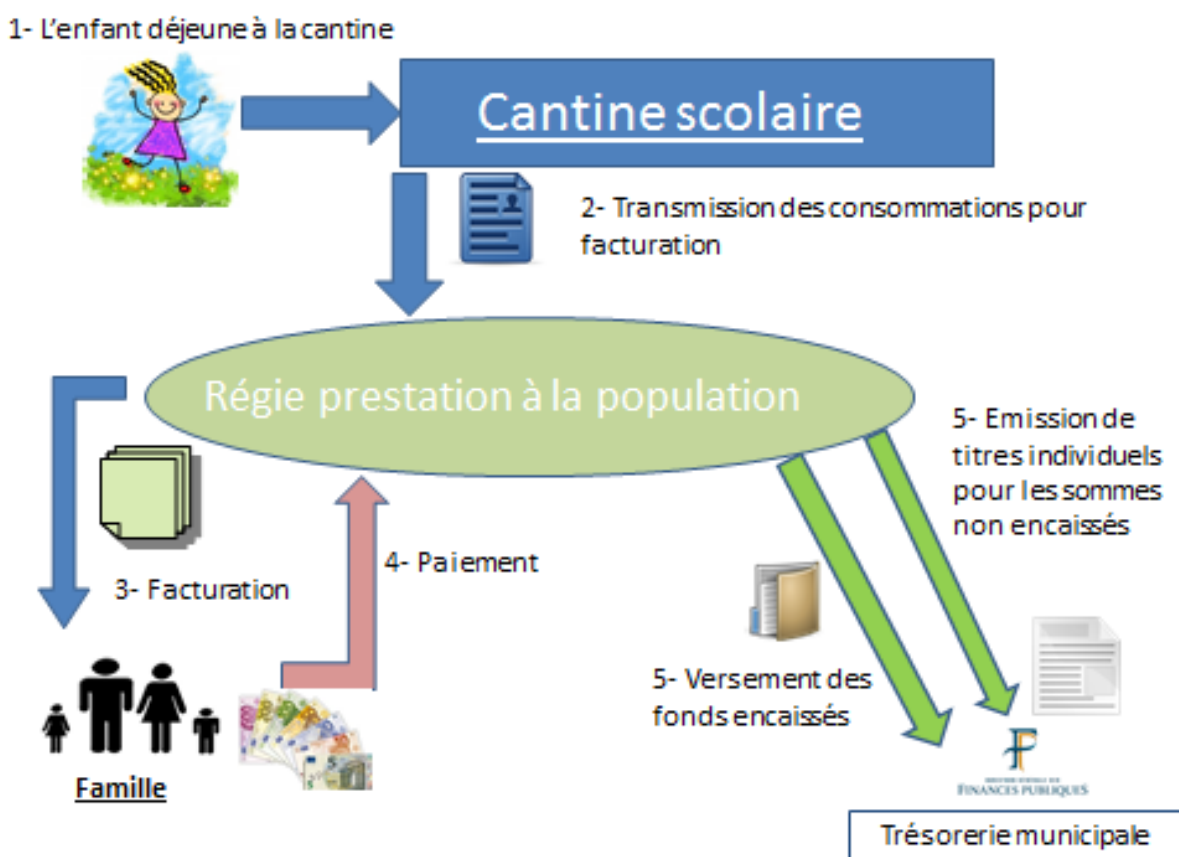 1- L'enfant déjeune à la cantine
Cantine scolaire
2- Transmission des consommations pour
facturation
Régie prestation à la population
3- Facturation
4- Paiement
5- Emission de
titres individuels
pour les sommes
non encaissés
5- Versement des
fonds encaissés
Famille
FINANCES PUBLIQUES
Trésorerie municipale